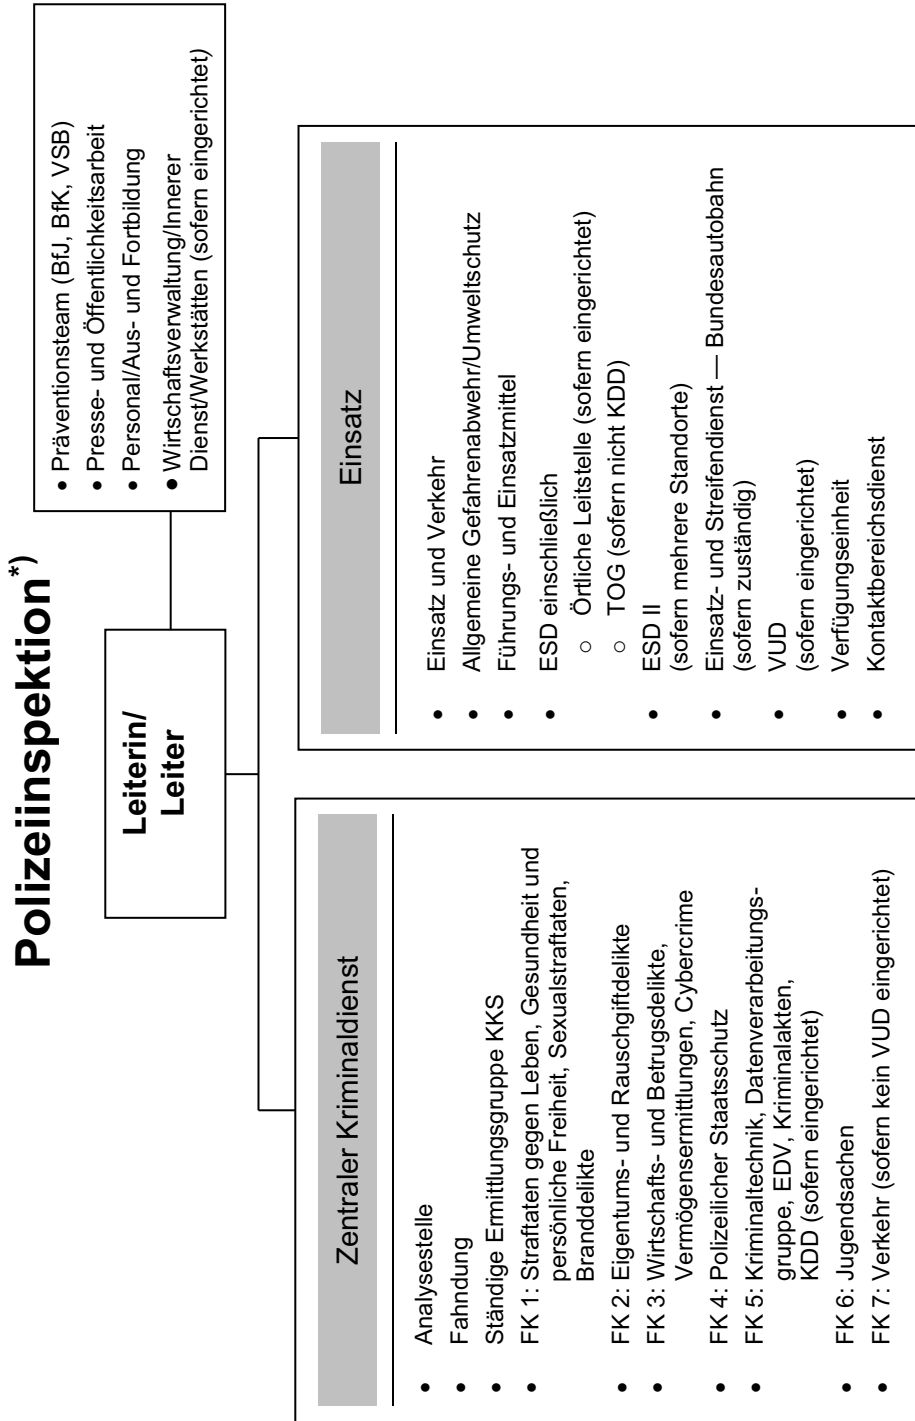 Polizeiinspektion*)
Leiterin/
Leiter
• Präventionsteam (BfJ, BfK, VSB)
• Presse- und Öffentlichkeitsarbeit
• Personal/Aus- und Fortbildung
• Wirtschaftsverwaltung/Innerer
Dienst/Werkstätten (sofern eingerichtet)
Zentraler Kriminaldienst
• Analysestelle
• Fahndung
• Ständige Ermittlungsgruppe KKS
• FK 1: Straftaten gegen Leben, Gesundheit und
persönliche Freiheit, Sexualstraftaten,
Branddelikte
• FK 2: Eigentums- und Rauschgiftdelikte
• FK 3: Wirtschafts- und Betrugsdelikte,
Vermögensermittlungen, Cybercrime
• FK 4: Polizeilicher Staatsschutz
• FK 5: Kriminaltechnik, Datenverarbeitungs-
gruppe, EDV, Kriminalakten,
KDD (sofern eingerichtet)
• FK 6: Jugendsachen
• FK 7: Verkehr (sofern kein VUD eingerichtet)
Einsatz
• Einsatz und Verkehr
• Allgemeine Gefahrenabwehr/Umweltschutz
• Führungs- und Einsatzmittel
• ESD einschließlich
○ Örtliche Leitstelle (sofern eingerichtet)
○ TOG (sofern nicht KDD)
• ESD II
(sofern mehrere Standorte)
• Einsatz- und Streifendienst — Bundesautobahn
(sofern zuständig)
• VUD
(sofern eingerichtet)
• Verfügungseinheit
• Kontaktbereichsdienst